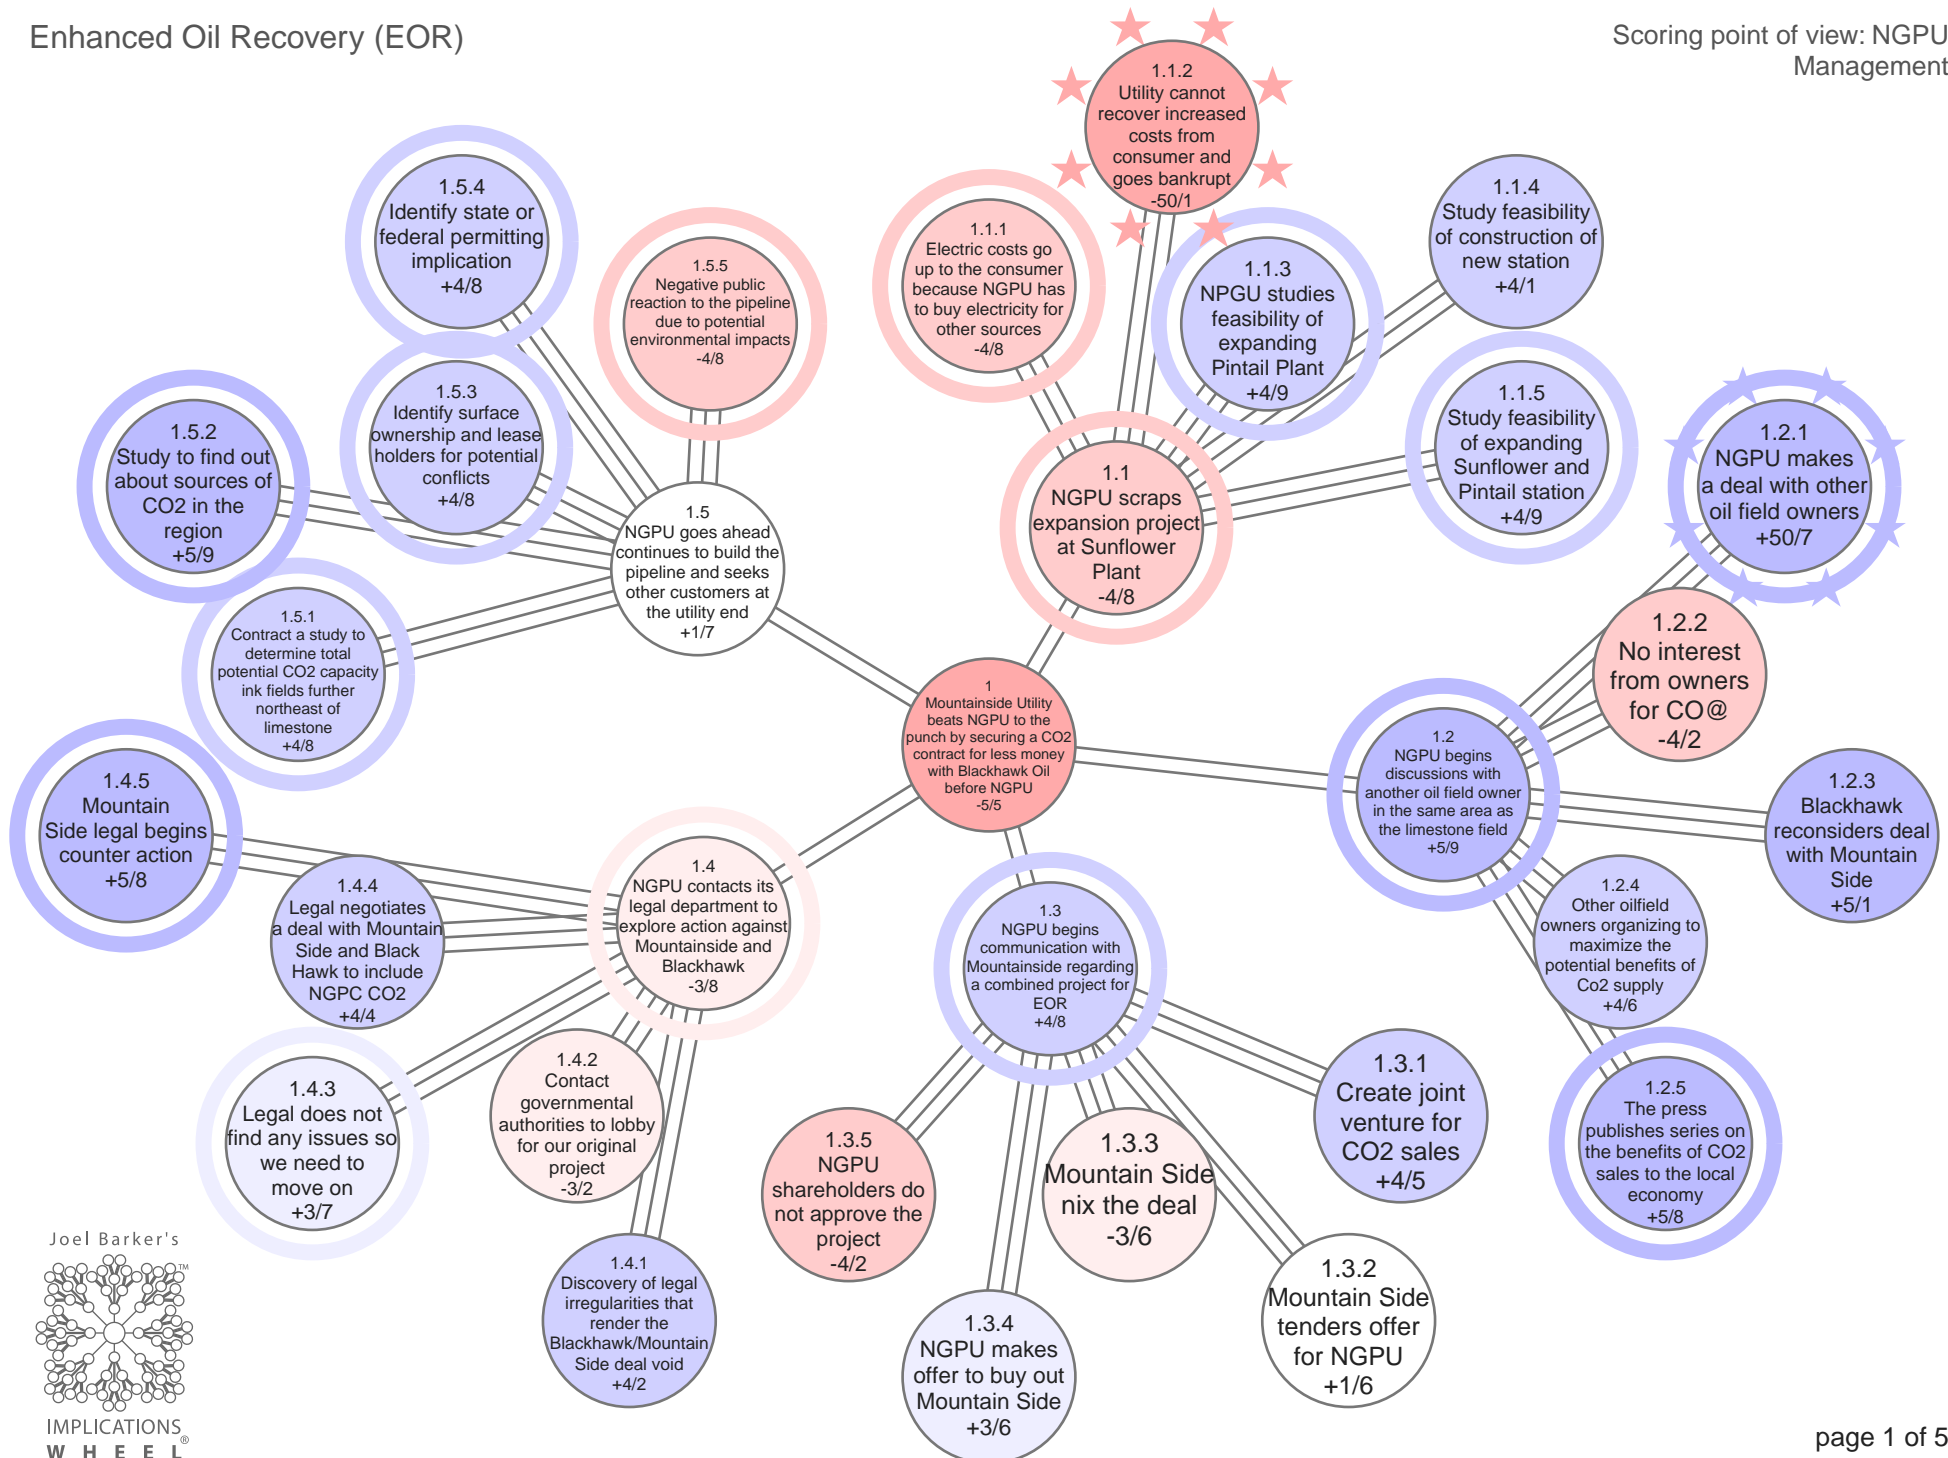 Enhanced Oil Recovery (EOR)
Scoring point of view: NGPU
Management
1.1.2
Utility cannot
recover increased
costs from
consumer and
goes bankrupt
-50/1
1.5.4
Identify state or
federal permitting
implication
+4/8
1.5.5
Negative public
reaction to the pipeline
due to potential
environmental impacts
-4/8
1.1.1
Electric costs go
up to the consumer
because NGPU has
to buy electricity for
other sources
-4/8
1.1.3
NPGU studies
feasibility of
expanding
Pintail Plant
+4/9
1.1.4
Study feasibility
of construction of
new station
+4/1
1.5.3
Identify surface
ownership and lease
holders for potential
conflicts
+4/8
1.1.5
Study feasibility
of expanding
Sunflower and
Pintail station
+4/9
1.2.1
NGPU makes
a deal with other
oil field owners
+50/7
1.5.2
Study to find out
about sources of
CO2 in the
region
+5/9
1.5
NGPU goes ahead
continues to build the
pipeline and seeks
other customers at
the utility end
+1/7
1.1
NGPU scraps
expansion project
at Sunflower
Plant
-4/8
1.5.1
Contract a study to
determine total
potential CO2 capacity
ink fields further
northeast of
limestone
+4/8
1.2.2
No interest
from owners
for CO@
-4/2
1
Mountainside Utility
beats NGPU to the
punch by securing a CO2
contract for less money
with Blackhawk Oil
before NGPU
-5/5
1.2
NGPU begins
discussions with
another oil field owner
in the same area as
the limestone field
+5/9
1.4.5
Mountain
Side legal begins
counter action
+5/8
1.2.3
Blackhawk
reconsiders deal
with Mountain
Side
+5/1
1.4
NGPU contacts its
legal department to
explore action against
Mountainside and
Blackhawk
-3/8
1.4.4
Legal negotiates
a deal with Mountain
Side and Black
Hawk to include
NGPC CO2
+4/4
1.3
NGPU begins
communication with
Mountainside regarding
a combined project for
EOR
+4/8
1.2.4
Other oilfield
owners organizing to
maximize the
potential benefits of
Co2 supply
+4/6
1.4.3
Legal does not
find any issues so
we need to
move on
+3/7
1.4.2
Contact
governmental
authorities to lobby
for our original
project
-3/2
1.3.5
NGPU
shareholders do
not approve the
project
-4/2
1.3.3
Mountain Side
nix the deal
-3/6
1.3.1
Create joint
venture for
CO2 sales
+4/5
1.2.5
The press
publishes series on
the benefits of CO2
sales to the local
economy
+5/8
1.4.1
Discovery of legal
irregularities that
render the
Blackhawk/Mountain
Side deal void
+4/2
1.3.4
NGPU makes
offer to buy out
Mountain Side
+3/6
1.3.2
Mountain Side
tenders offer
for NGPU
+1/6
Joel Barker's
TM
IMPLICATIONS
WHEEL®
page 1 of 5